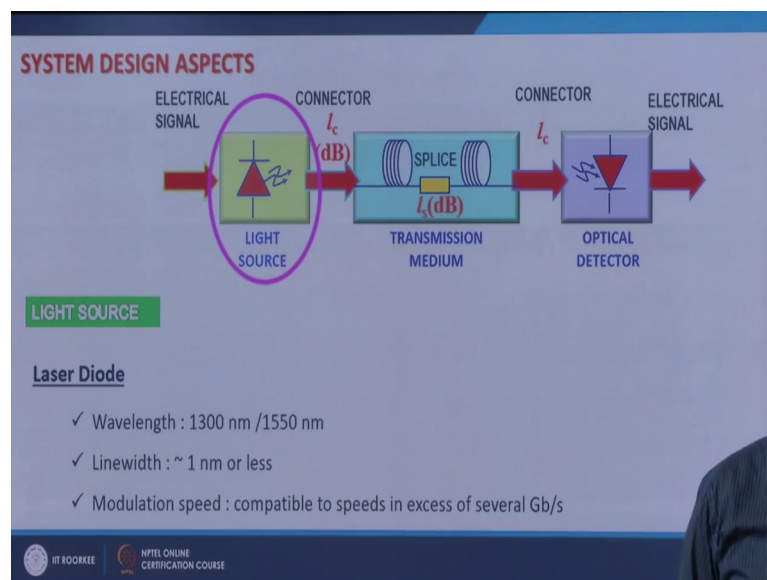 SYSTEM DESIGN ASPECTS
ELECTRICAL
SIGNAL
CONNECTOR
lc
(dB)
CONNECTOR
lc
ELECTRICAL
SIGNAL
SPLICE
ls(dB)
LIGHT
SOURCE
TRANSMISSION
MEDIUM
OPTICAL
DETECTOR
LIGHT SOURCE
Laser Diode
✓ Wavelength : 1300 nm /1550 nm
✓ Linewidth : ~ 1 nm or less
✓ Modulation speed : compatible to speeds in excess of several Gb/s
IIT ROORKEE
NPTEL ONLINE
CERTIFICATION COURSE